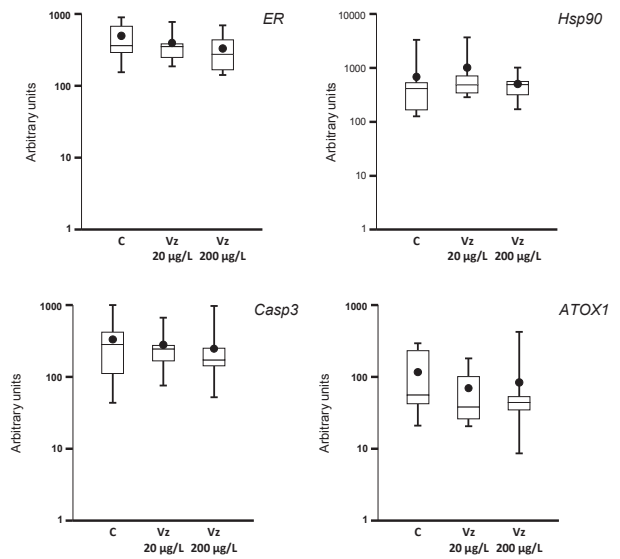 ER
1000
100
10
1
Arbitrary units
C
Vz
20 µg/L
Vz
200 µg/L
Hsp90
10000
1000
100
10
1
Arbitrary units
C
Vz
20 µg/L
Vz
200 µg/L
Casp3
1000
100
10
1
Arbitrary units
C
Vz
20 µg/L
Vz
200 µg/L
ATOX1
1000
100
10
1
Arbitrary units
C
Vz
20 µg/L
Vz
200 µg/L